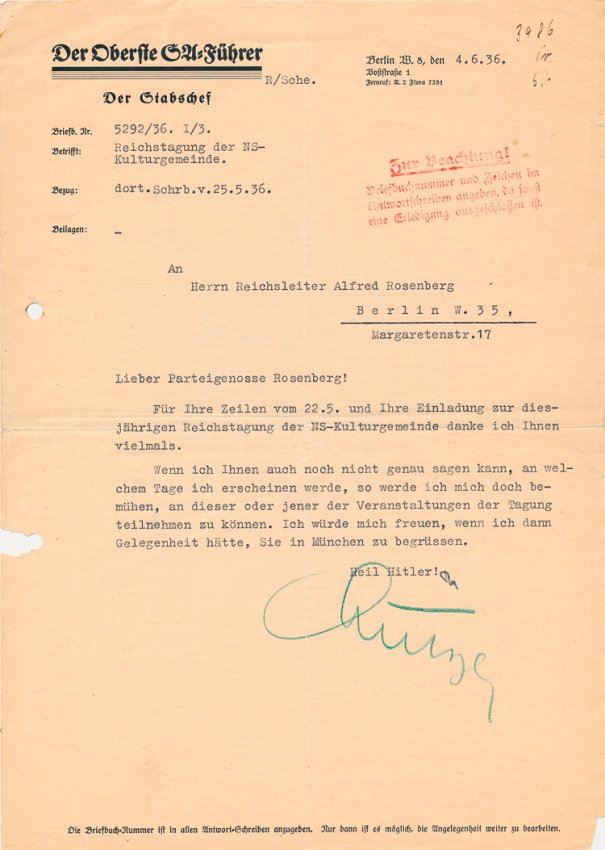 3986
Der Oberste SA-Führer
Berlin W. 8, den 4.6.36.
Voßstraße 1
Fernruf: A. 2 Flora 7281
R/Sche.
Der Stabschef
Briefb. Nr. 5292/36. I/3.
Betrifft: Reichstagung der NS-
Kulturgemeinde.
Bezug: dort.Schrb.v.25.5.36.
Beilagen: –
Zur Beachtung!
Briefbuchnummer und Zeichen im
Antwortschreiben angeben, da sonst
eine Erledigung ausgeschlossen ist.
An
Herrn Reichsleiter Alfred Rosenberg
Berlin W.35,
Margaretenstr.17
Lieber Parteigenosse Rosenberg!
Für Ihre Zeilen vom 22.5. und Ihre Einladung zur dies-
jährigen Reichstagung der NS-Kulturgemeinde danke ich Ihnen
vielmals.
Wenn ich Ihnen auch noch nicht genau sagen kann, an wel-
chem Tage ich erscheinen werde, so werde ich mich doch be-
mühen, an dieser oder jener der Veranstaltungen der Tagung
teilnehmen zu können. Ich würde mich freuen, wenn ich dann
Gelegenheit hätte, Sie in München zu begrüssen.
Heil Hitler!
Lutze
Die Briefbuch-Nummer ist in allen Antwort-Schreiben anzugeben. Nur dann ist es möglich, die Angelegenheit weiter zu bearbeiten.